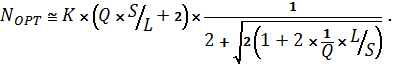 N_OPT ≅ K × (Q × S/L + 2) × 1 / (2 + √(2(1 + 2 × 1/Q × L/S))) .